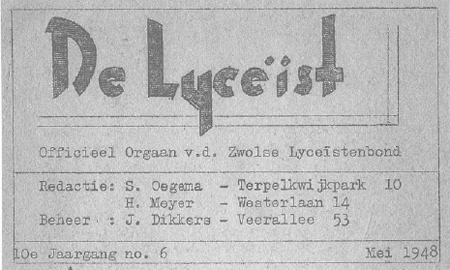 De Lyceïst
Officieel Orgaan v.d. Zwolse Lyceïstenbond
Redactie: S. Oegema - Terpelkwijkpark 10
H. Meyer - Westerlaan 14
Beheer : J. Dikkers - Veerallee 53
10e Jaargang no. 6 Mei 1948